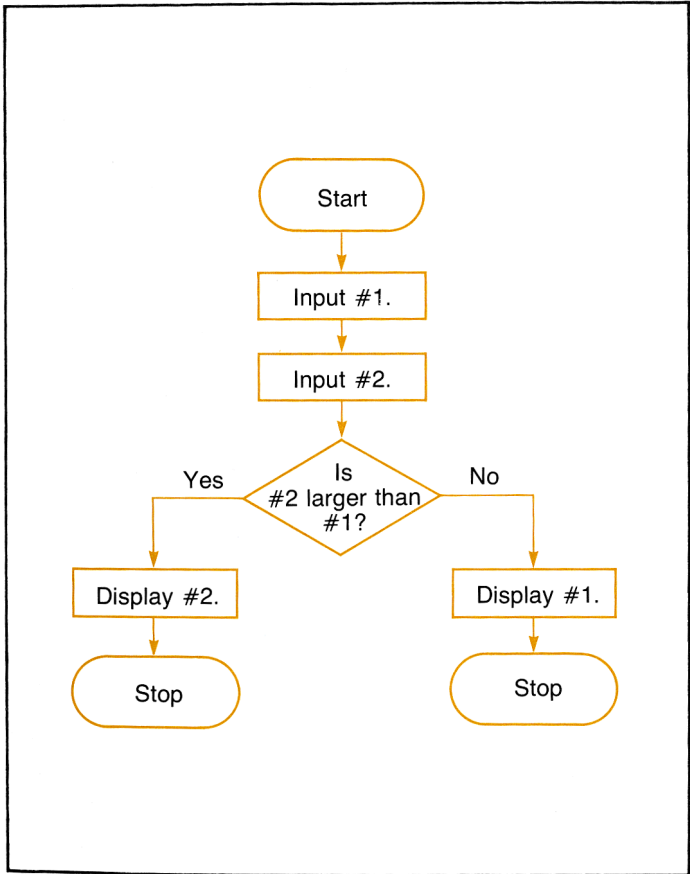 Start
Input #1.
Input #2.
Is
#2 larger than
#1?
Yes
No
Display #2.
Display #1.
Stop
Stop